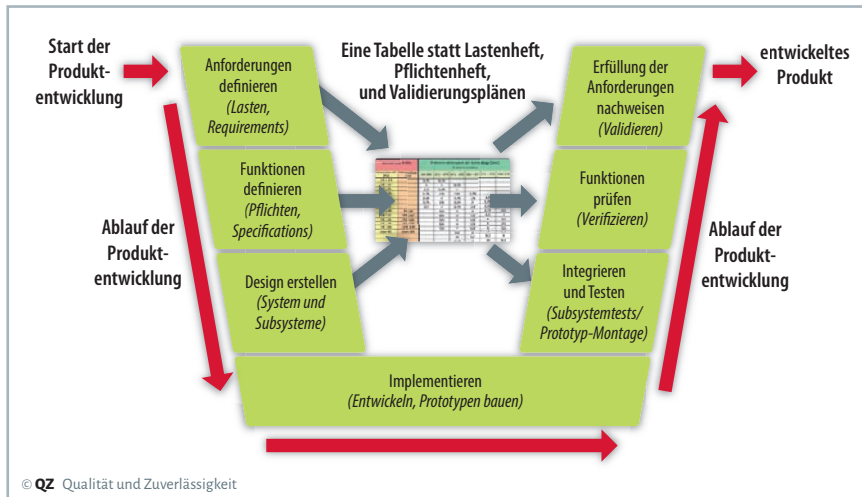 Start der
Produkt-
entwicklung
Anforderungen
definieren
(Lasten,
Requirements)
Eine Tabelle statt Lastenheft,
Pflichtenheft,
und Validierungsplänen
Erfüllung der
Anforderungen
nachweisen
(Validieren)
entwickeltes
Produkt
Funktionen
definieren
(Pflichten,
Specifications)
Funktionen
prüfen
(Verifizieren)
Ablauf der
Produkt-
entwicklung
Ablauf der
Produkt-
entwicklung
Design erstellen
(System und
Subsysteme)
Integrieren
und Testen
(Subsystemtests/
Prototyp-Montage)
Implementieren
(Entwickeln, Prototypen bauen)
© QZ Qualität und Zuverlässigkeit